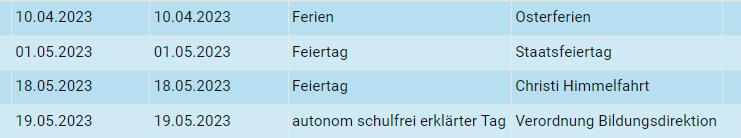 10.04.2023 10.04.2023 Ferien Osterferien
01.05.2023 01.05.2023 Feiertag Staatsfeiertag
18.05.2023 18.05.2023 Feiertag Christi Himmelfahrt
19.05.2023 19.05.2023 autonom schulfrei erklärter Tag Verordnung Bildungsdirektion